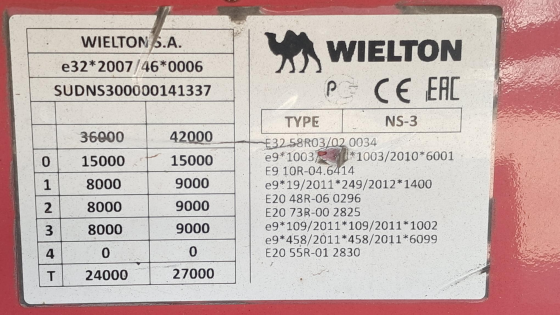 WIELTON S.A.
e32*2007/46*0006
SUDNS300000141337
36000 42000
0 15000 15000
1 8000 9000
2 8000 9000
3 8000 9000
4 0 0
T 24000 27000
WIELTON
CE EAC
TYPE NS-3
E32 58R03/02 0034
e9*1003/ 1003/2010*6001
E9 10R-04.6414
e9*19/2011*249/2012*1400
E20 48R-06 0296
E20 73R-00 2825
e9*109/2011*109/2011*1002
e9*458/2011*458/2011*6099
E20 55R-01 2830